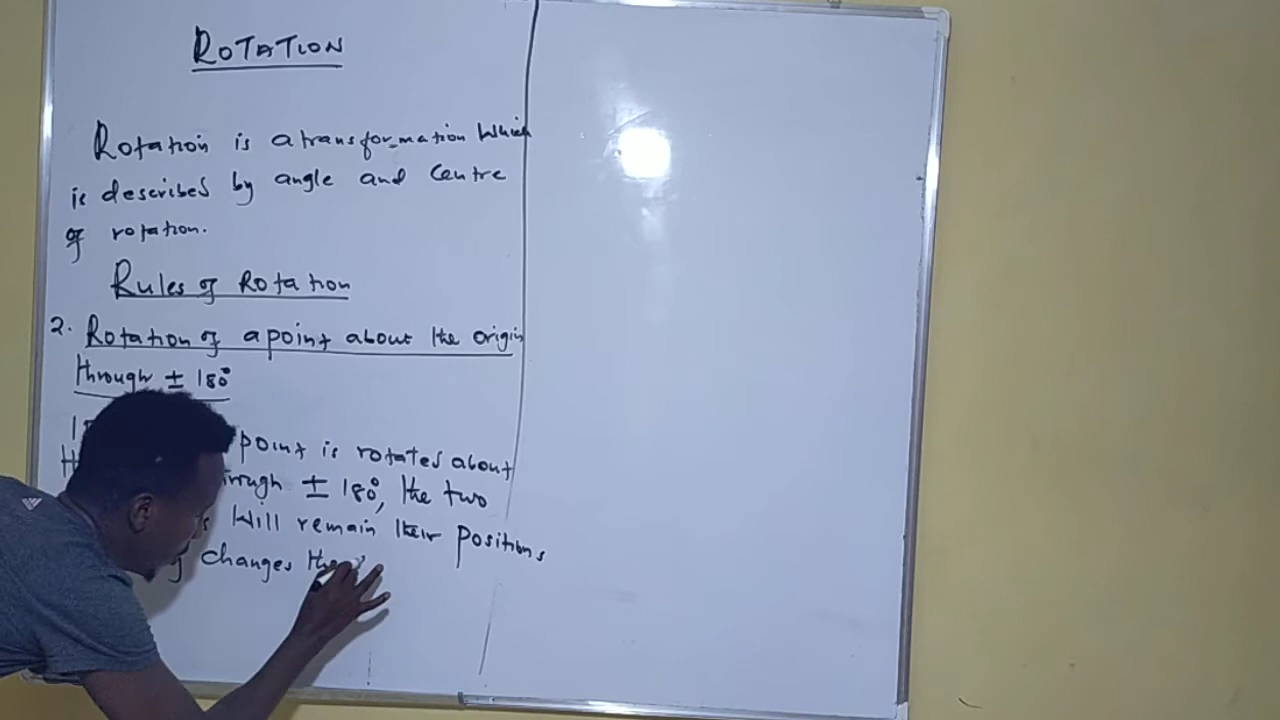 ROTATION
Rotation is a transformation which
is described by angle and centre
of rotation.
Rules of Rotation
2. Rotation of a point about the origin
through ± 180°
point is rotates about
± 180°, the two
will remain their positions
changes